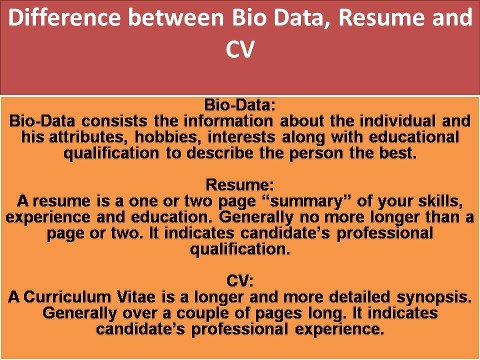 Difference between Bio Data, Resume and
CV
Bio-Data:
Bio-Data consists the information about the individual and
his attributes, hobbies, interests along with educational
qualification to describe the person the best.
Resume:
A resume is a one or two page “summary” of your skills,
experience and education. Generally no more longer than a
page or two. It indicates candidate’s professional
qualification.
CV:
A Curriculum Vitae is a longer and more detailed synopsis.
Generally over a couple of pages long. It indicates
candidate’s professional experience.